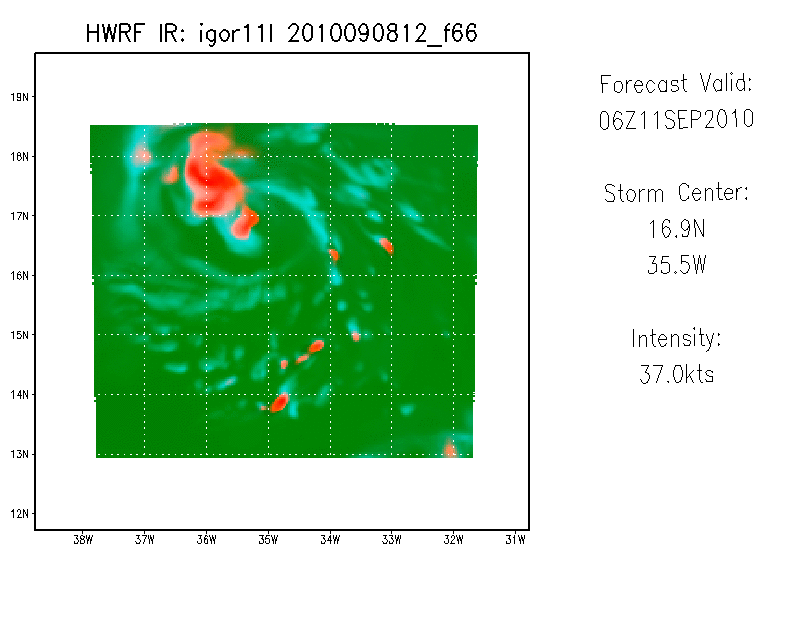 HWRF IR: igor11l 2010090812_f66
Forecast Valid:
06Z11SEP2010
Storm Center:
16.9N
35.5W
Intensity:
37.0kts
19N
18N
17N
16N
15N
14N
13N
12N
38W 37W 36W 35W 34W 33W 32W 31W